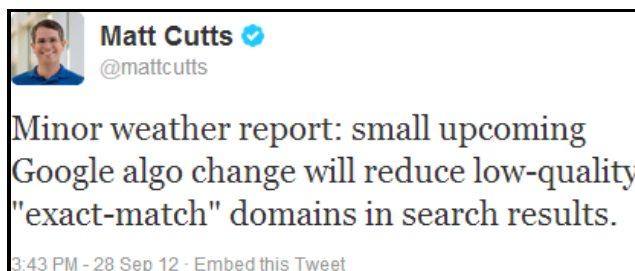 Matt Cutts
@mattcutts
Minor weather report: small upcoming
Google algo change will reduce low-quality
"exact-match" domains in search results.
3:43 PM - 28 Sep 12 · Embed this Tweet